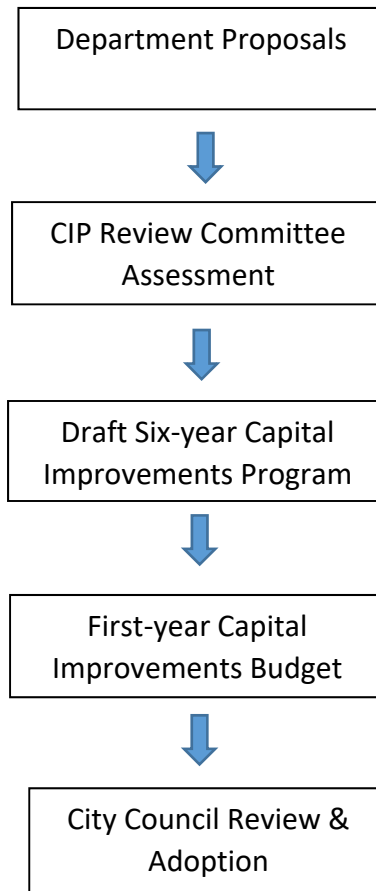 Department Proposals
CIP Review Committee
Assessment
Draft Six-year Capital
Improvements Program
First-year Capital
Improvements Budget
City Council Review &
Adoption